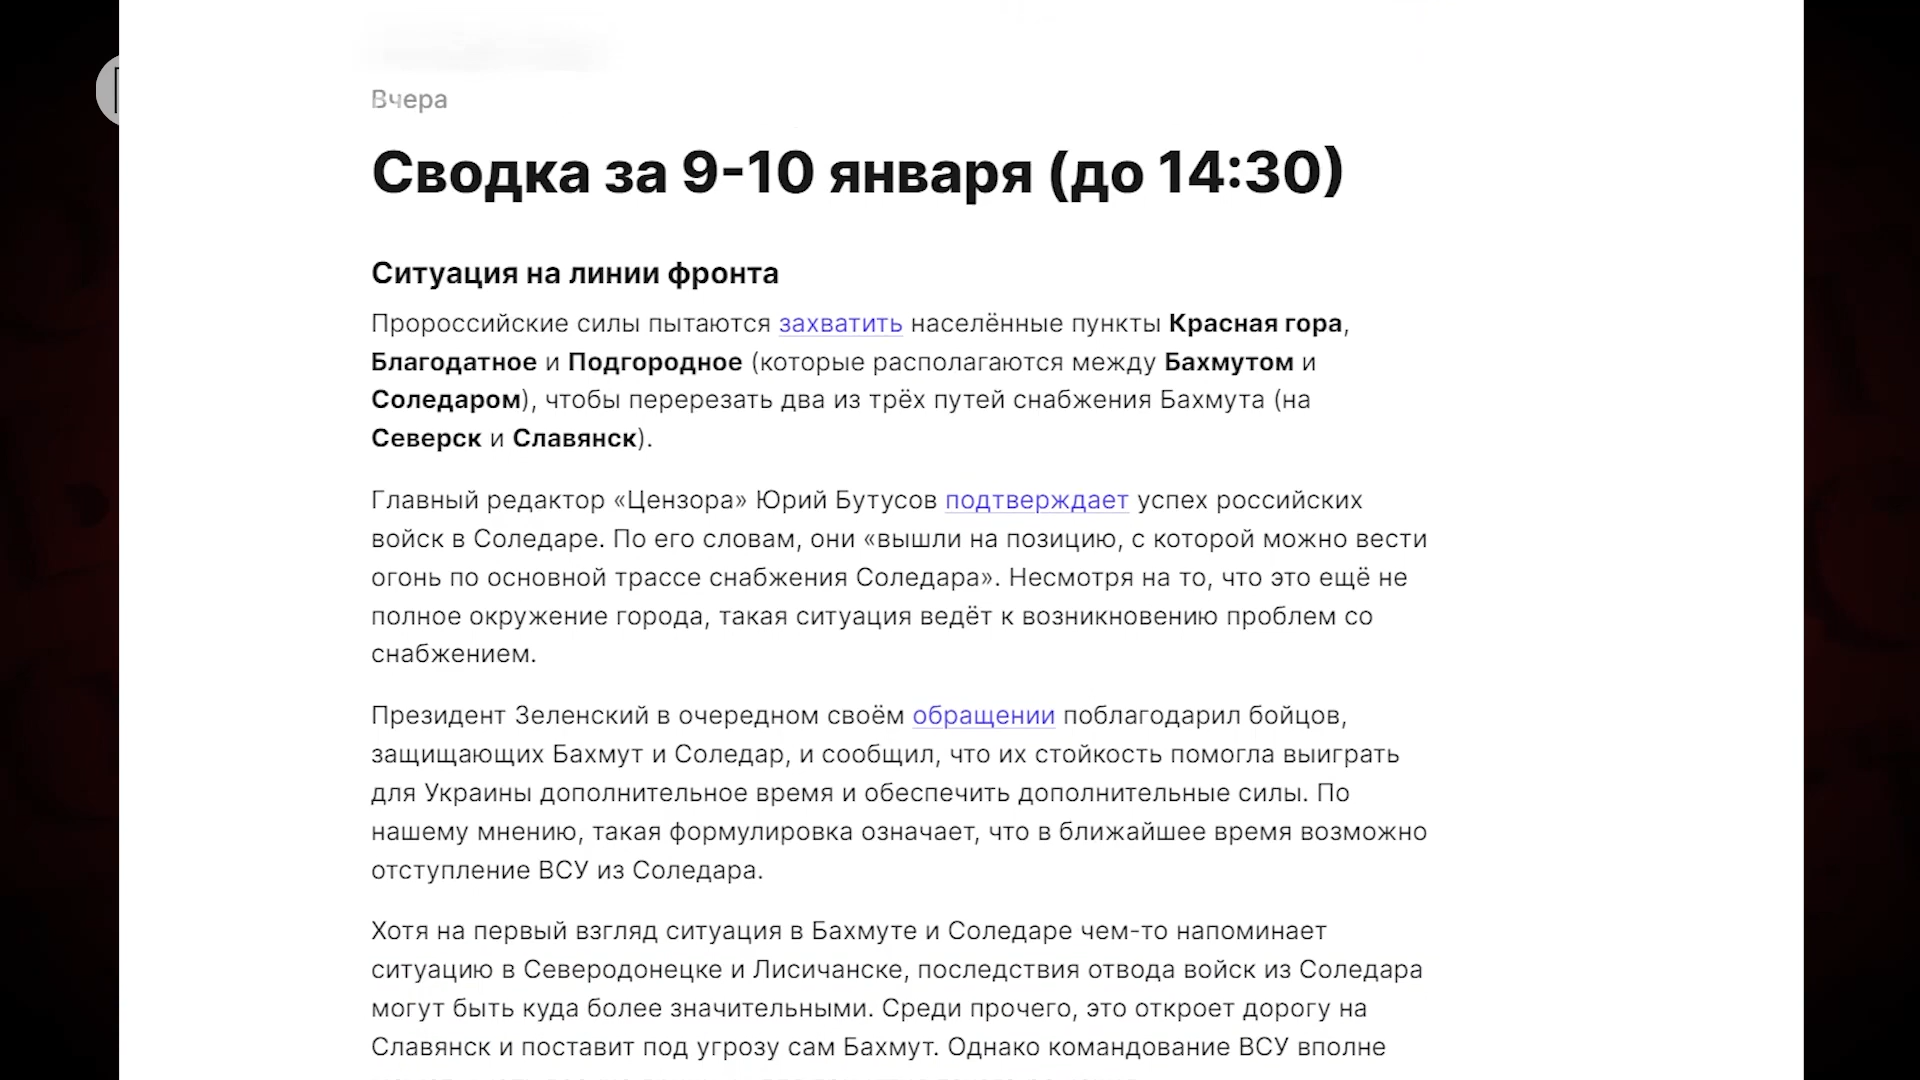 Вчера
Сводка за 9-10 января (до 14:30)
Ситуация на линии фронта
Пророссийские силы пытаются захватить населённые пункты Красная гора,
Благодатное и Подгородное (которые располагаются между Бахмутом и
Соледаром), чтобы перерезать два из трёх путей снабжения Бахмута (на
Северск и Славянск).
Главный редактор «Цензора» Юрий Бутусов подтверждает успех российских
войск в Соледаре. По его словам, они «вышли на позицию, с которой можно вести
огонь по основной трассе снабжения Соледара». Несмотря на то, что это ещё не
полное окружение города, такая ситуация ведёт к возникновению проблем со
снабжением.
Президент Зеленский в очередном своём обращении поблагодарил бойцов,
защищающих Бахмут и Соледар, и сообщил, что их стойкость помогла выиграть
для Украины дополнительное время и обеспечить дополнительные силы. По
нашему мнению, такая формулировка означает, что в ближайшее время возможно
отступление ВСУ из Соледара.
Хотя на первый взгляд ситуация в Бахмуте и Соледаре чем-то напоминает
ситуацию в Северодонецке и Лисичанске, последствия отвода войск из Соледара
могут быть куда более значительными. Среди прочего, это откроет дорогу на
Славянск и поставит под угрозу сам Бахмут. Однако командование ВСУ вполне